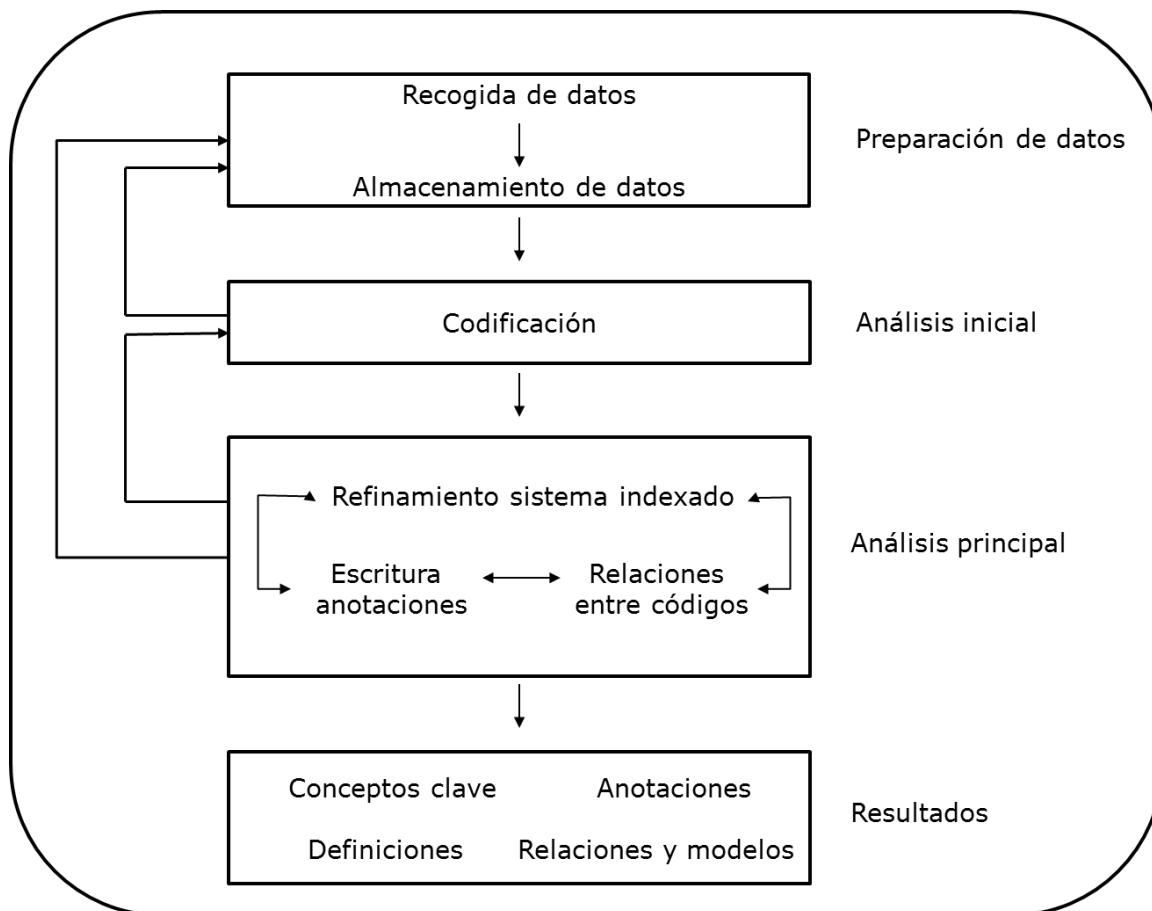 Recogida de datos
Preparación de datos
Almacenamiento de datos
Codificación
Análisis inicial
Refinamiento sistema indexado
Análisis principal
Escritura
anotaciones
Relaciones
entre códigos
Conceptos clave
Anotaciones
Resultados
Definiciones
Relaciones y modelos